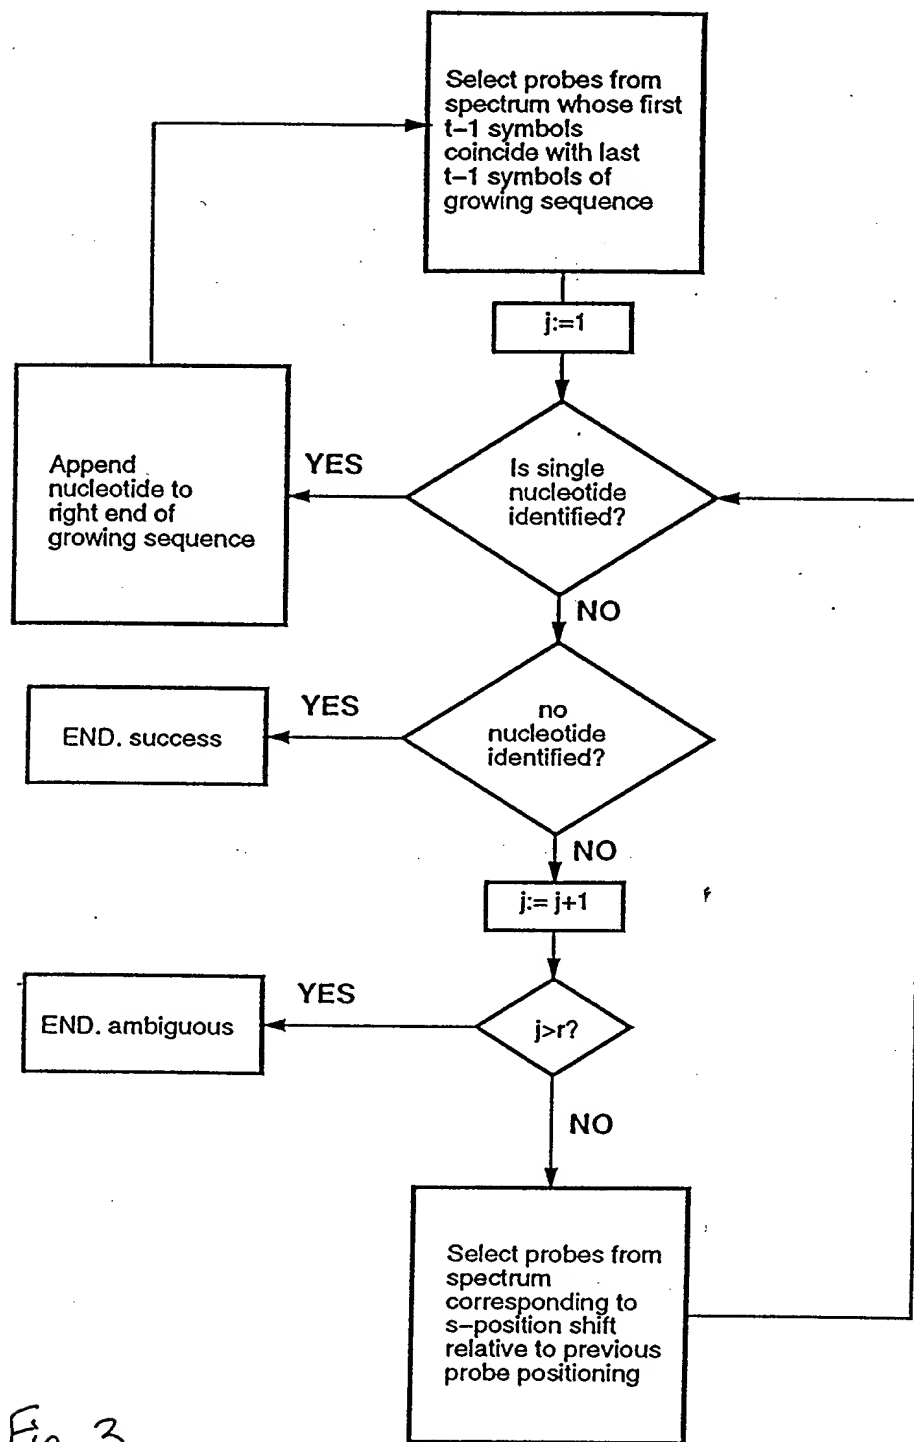 Select probes from
spectrum whose first
t–1 symbols
coincide with last
t–1 symbols of
growing sequence
j:=1
Is single
nucleotide
identified?
YES
Append
nucleotide to
right end of
growing sequence
NO
no
nucleotide
identified?
YES
END. success
NO
j:= j+1
j>r?
YES
END. ambiguous
NO
Select probes from
spectrum
corresponding to
s–position shift
relative to previous
probe positioning
Fig. 3